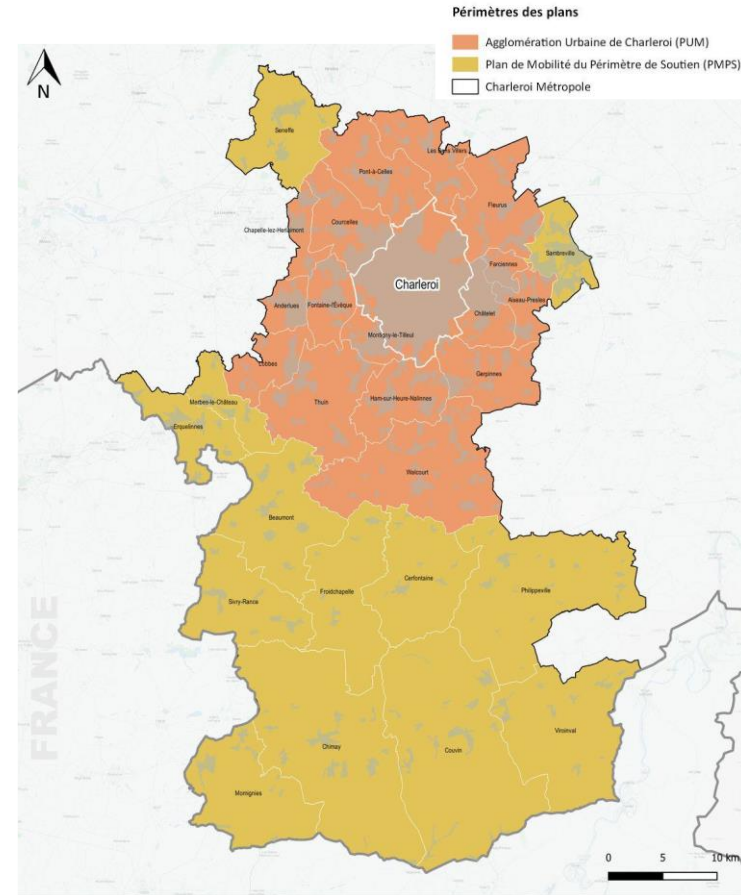 Périmètres des plans
Agglomération Urbaine de Charleroi (PUM)
Plan de Mobilité du Périmètre de Soutien (PMPS)
Charleroi Métropole
N
Seneffe
Les Bons Villers
Pont-à-Celles
Fleurus
Courcelles
Chapelle-lez-Herlaimont
Sambreville
Farciennes
Charleroi
Aiseau-Presles
Anderlues
Fontaine-l'Évêque
Châtelet
Montigny-le-Tilleul
Lobbes
Gerpinnes
Thuin
Ham-sur-Heure-Nalinnes
Merbes-le-Château
Erquelinnes
Walcourt
Beaumont
Cerfontaine
Philippeville
Froidchapelle
Sivry-Rance
FRANCE
Viroinval
Chimay
Couvin
Momignies
0 5 10 km